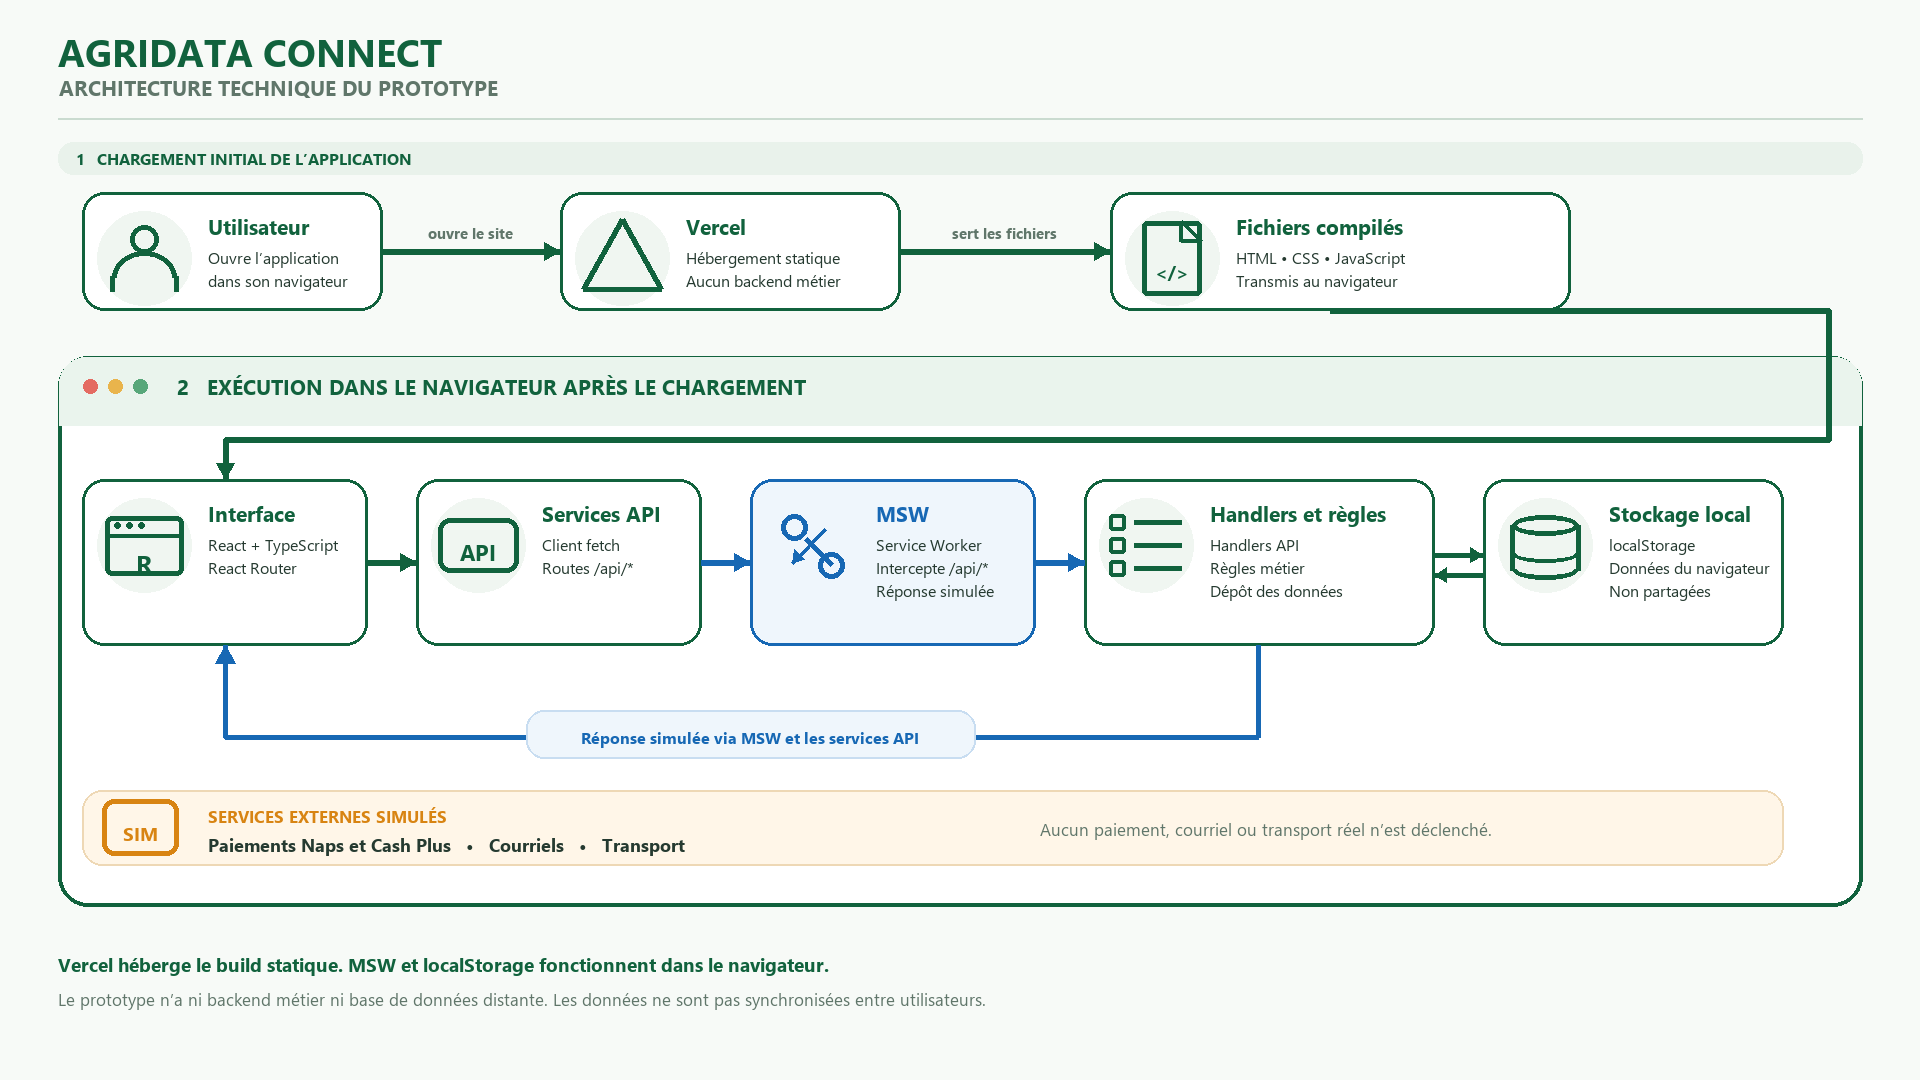 AGRIDATA CONNECT
ARCHITECTURE TECHNIQUE DU PROTOTYPE
1 CHARGEMENT INITIAL DE L’APPLICATION
Utilisateur
Ouvre l’application
dans son navigateur
ouvre le site
Vercel
Hébergement statique
Aucun backend métier
sert les fichiers
</>
Fichiers compilés
HTML • CSS • JavaScript
Transmis au navigateur
2 EXÉCUTION DANS LE NAVIGATEUR APRÈS LE CHARGEMENT
R
Interface
React + TypeScript
React Router
API
Services API
Client fetch
Routes /api/*
MSW
Service Worker
Intercepte /api/*
Réponse simulée
Handlers et règles
Handlers API
Règles métier
Dépôt des données
Stockage local
localStorage
Données du navigateur
Non partagées
Réponse simulée via MSW et les services API
SIM
SERVICES EXTERNES SIMULÉS
Paiements Naps et Cash Plus • Courriels • Transport
Aucun paiement, courriel ou transport réel n’est déclenché.
Vercel héberge le build statique. MSW et localStorage fonctionnent dans le navigateur.
Le prototype n’a ni backend métier ni base de données distante. Les données ne sont pas synchronisées entre utilisateurs.